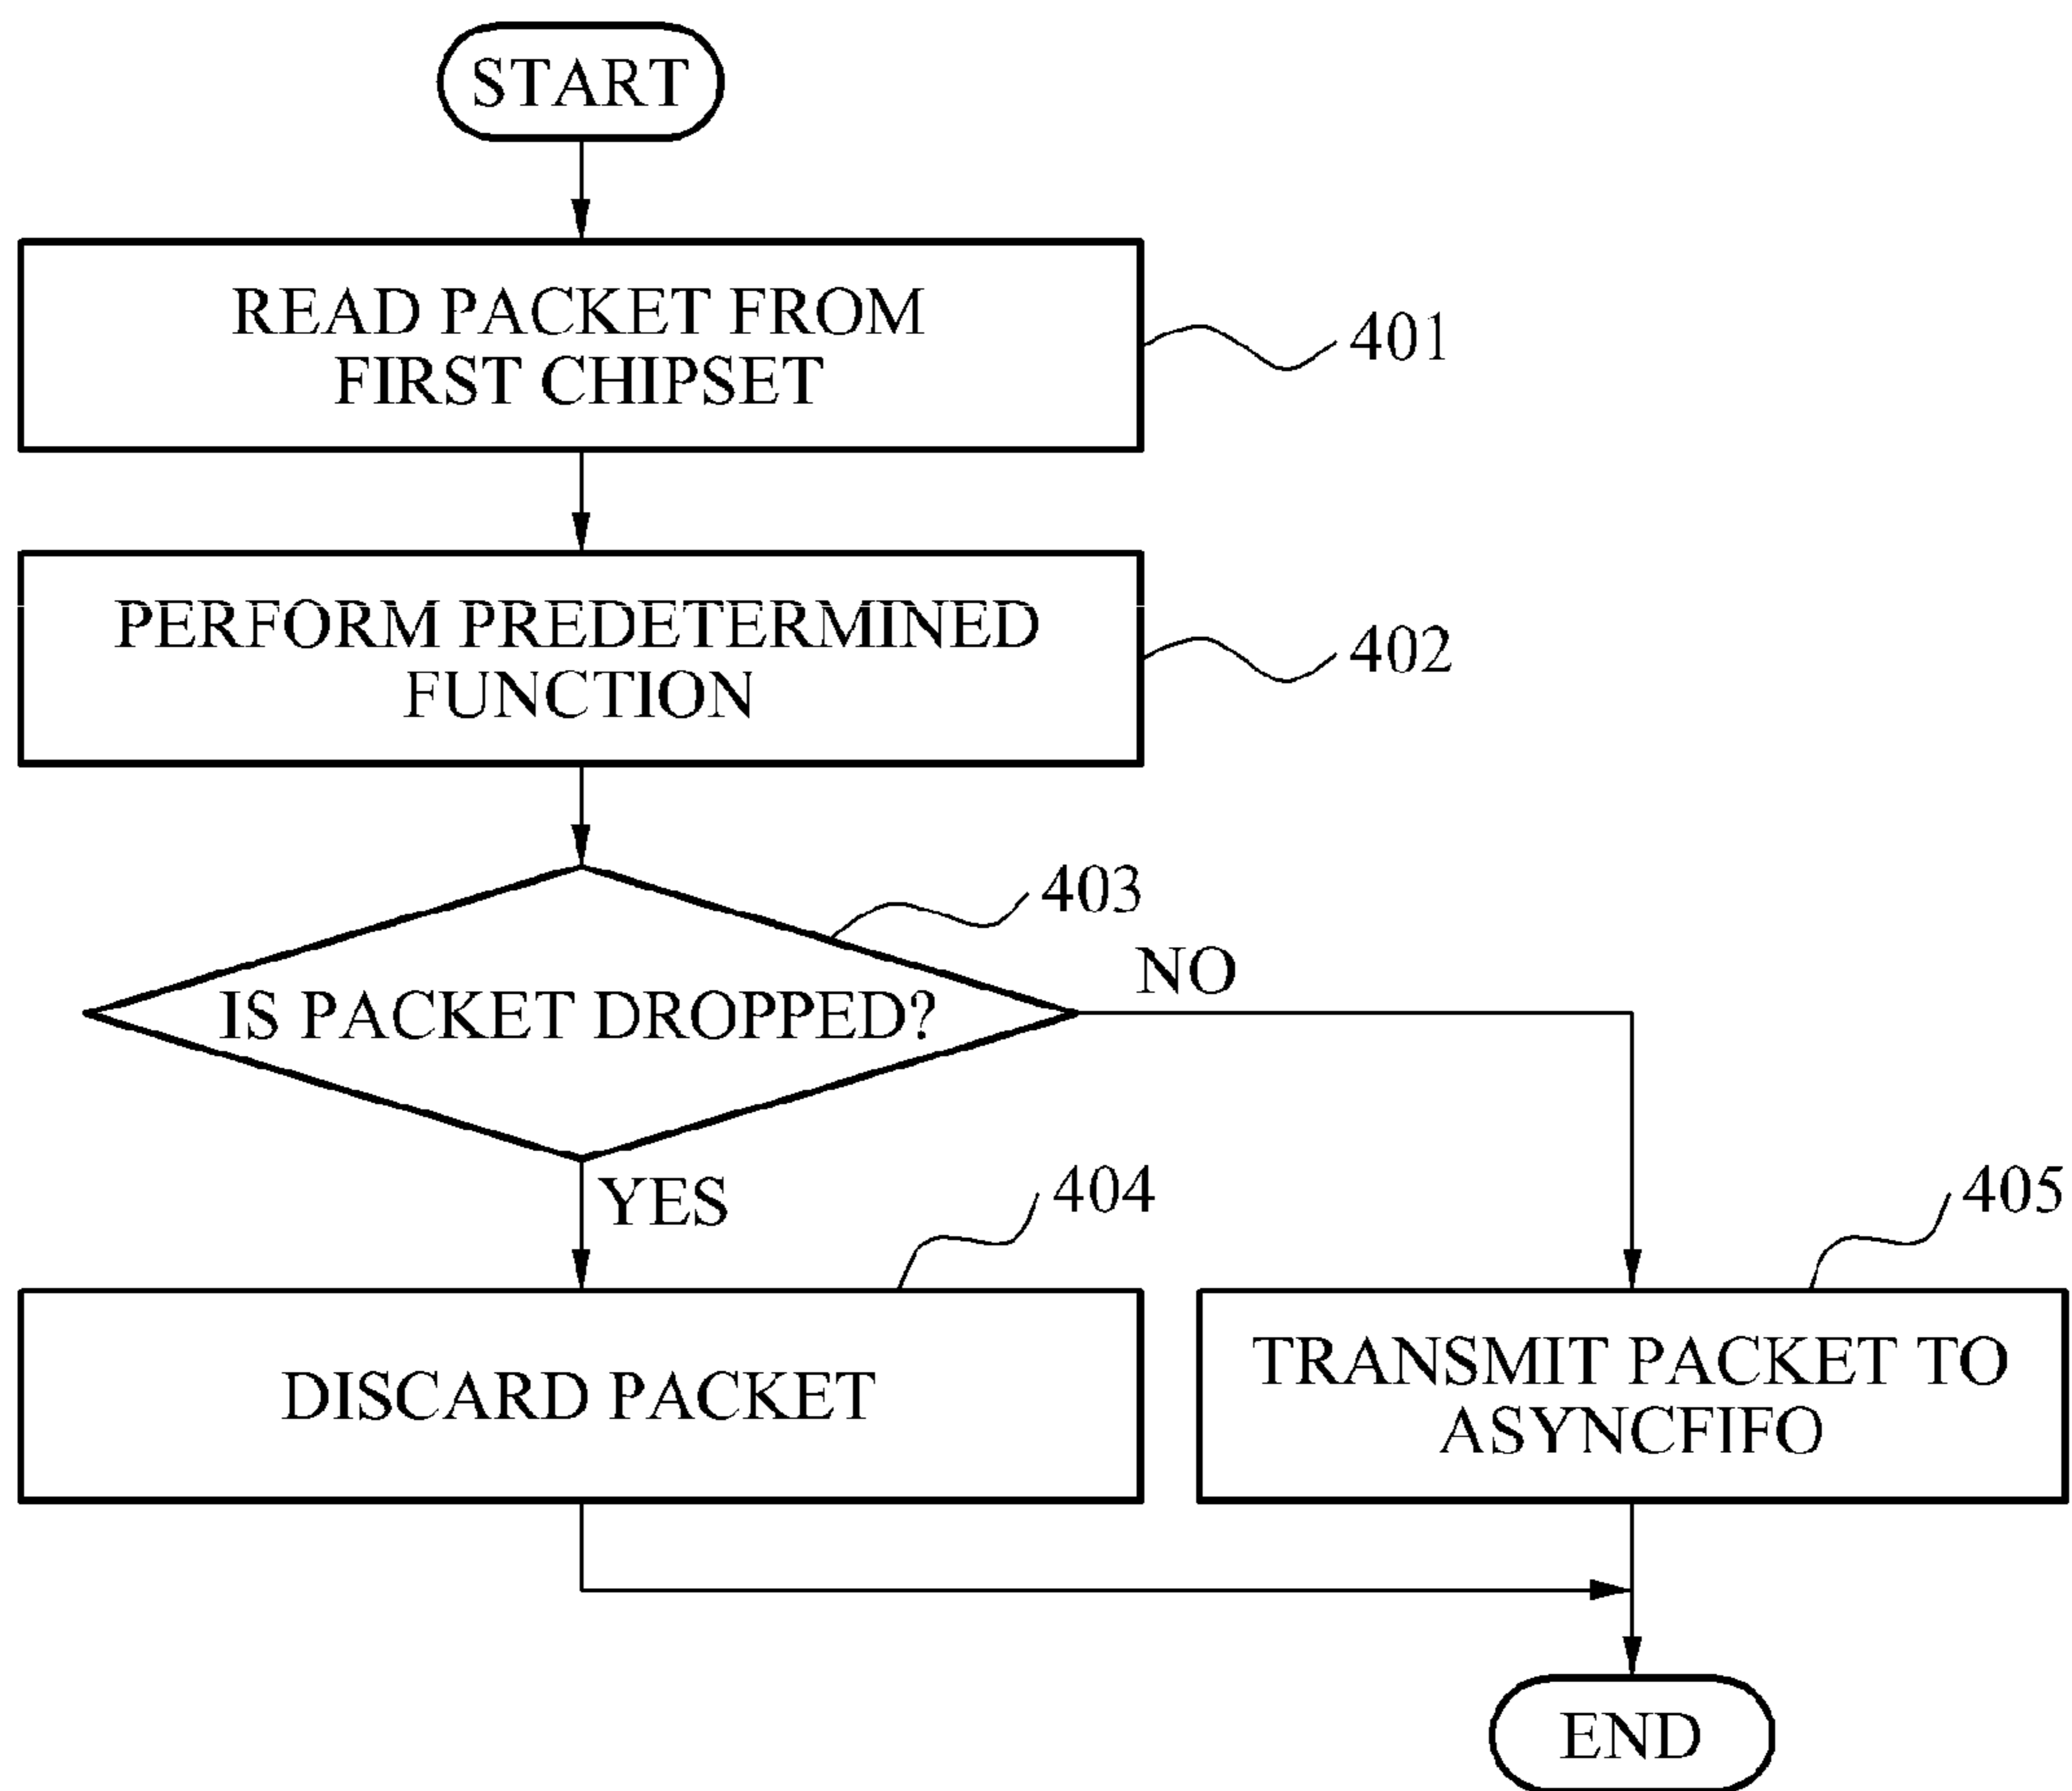 START
READ PACKET FROM
FIRST CHIPSET
401
PERFORM PREDETERMINED
FUNCTION
402
403
IS PACKET DROPPED?
NO
YES
404
405
DISCARD PACKET
TRANSMIT PACKET TO
ASYNCFIFO
END